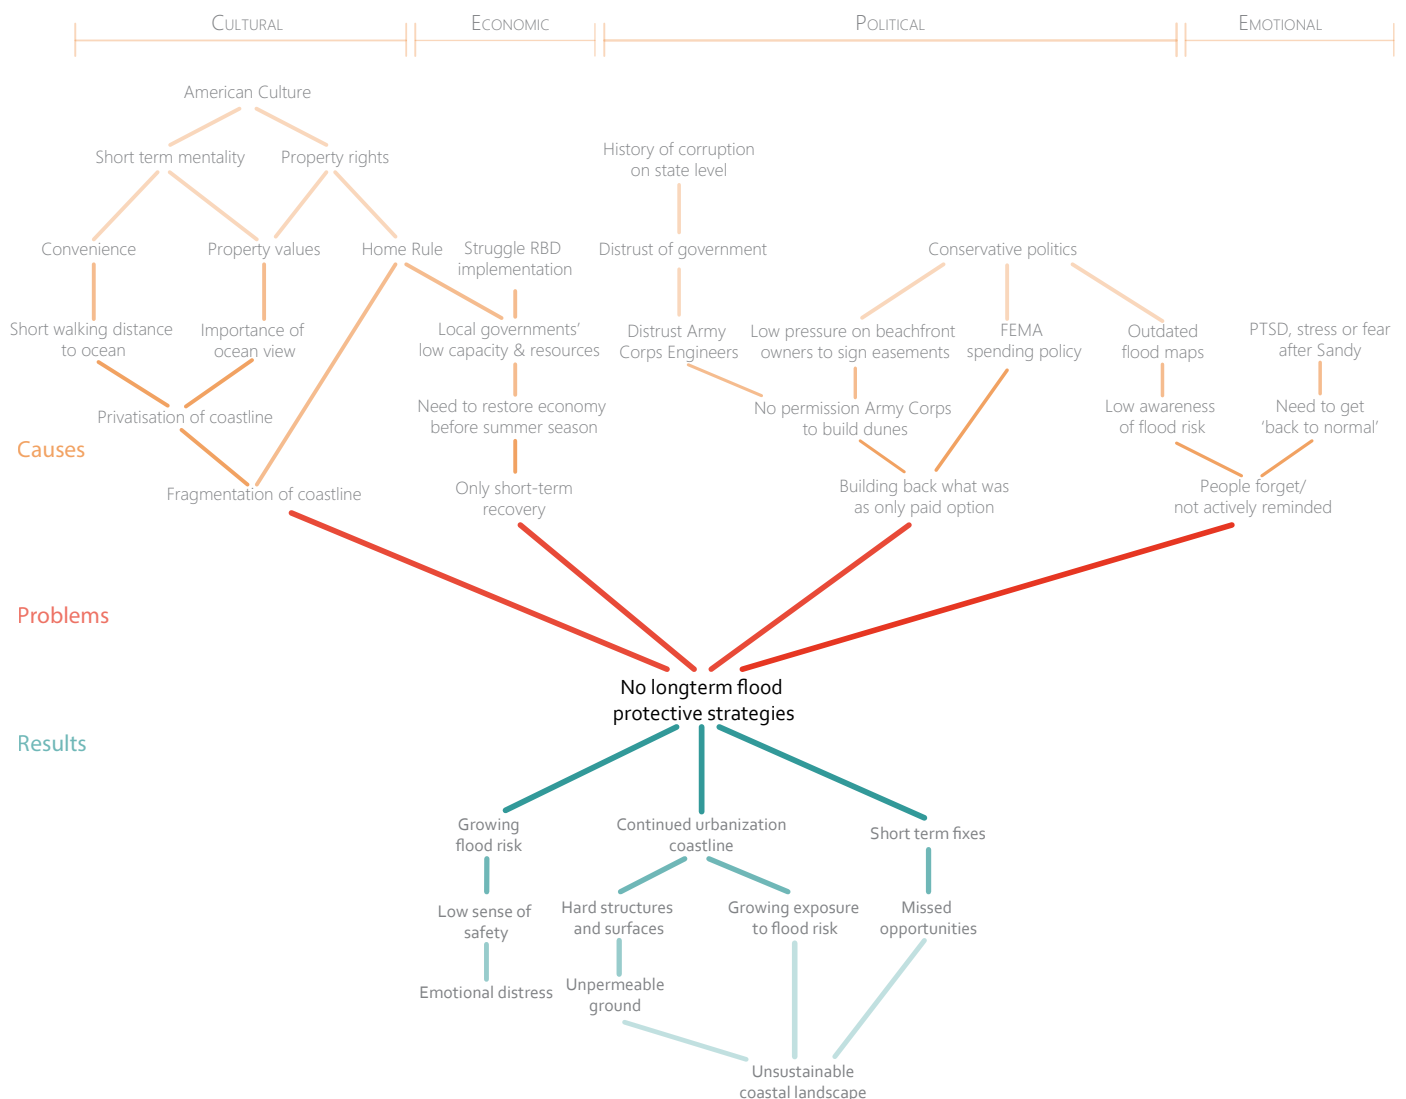 CULTURAL
ECONOMIC
POLITICAL
EMOTIONAL
American Culture
Short term mentality
Property rights
History of corruption
on state level
Convenience
Property values
Home Rule
Struggle RBD
implementation
Distrust of government
Conservative politics
Short walking distance
to ocean
Importance of
ocean view
Local governments'
low capacity & resources
Distrust Army
Corps Engineers
Low pressure on beachfront
owners to sign easements
FEMA
spending policy
Outdated
flood maps
PTSD, stress or fear
after Sandy
Privatisation of coastline
Need to restore economy
before summer season
No permission Army Corps
to build dunes
Low awareness
of flood risk
Need to get
'back to normal'
Causes
Fragmentation of coastline
Only short-term
recovery
Building back what was
as only paid option
People forget/
not actively reminded
Problems
No longterm flood
protective strategies
Results
Growing
flood risk
Continued urbanization
coastline
Short term fixes
Low sense of
safety
Hard structures
and surfaces
Growing exposure
to flood risk
Missed
opportunities
Emotional distress
Unpermeable
ground
Unsustainable
coastal landscape